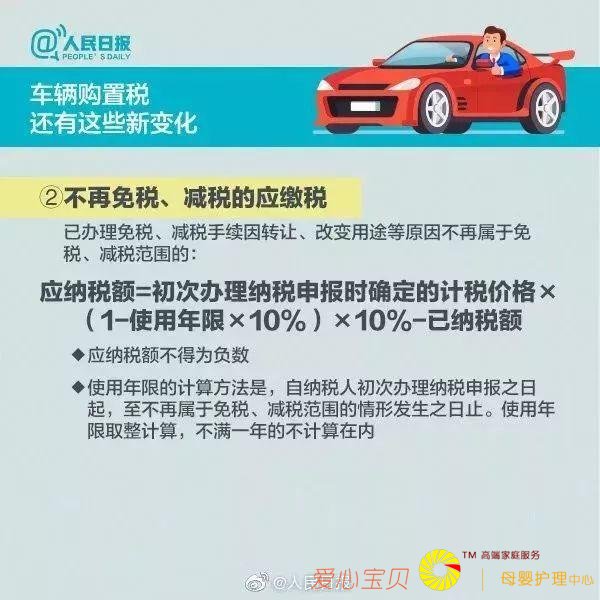 @人民日报
PEOPLE'S DAILY
车辆购置税
还有这些新变化
②不再免税、减税的应缴税
已办理免税、减税手续因转让、改变用途等原因不再属于免
税、减税范围的：
应纳税额=初次办理纳税申报时确定的计税价格×
（1-使用年限×10%）×10%-已纳税额
◆应纳税额不得为负数
◆使用年限的计算方法是，自纳税人初次办理纳税申报之日
起，至不再属于免税、减税范围的情形发生之日止。使用年
限取整计算，不满一年的不计算在内
@人民日报
爱心宝贝
TM 高端家庭服务
母婴护理中心